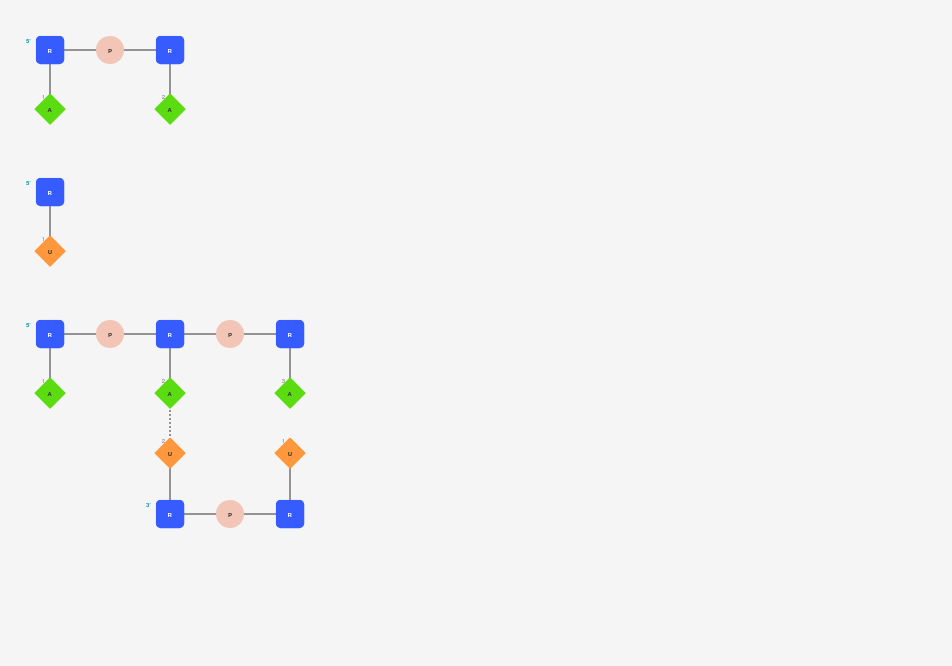 5' R P R
1 2
A A
5' R
1
U
5' R P R P R
1 2 3
A A A
2 1
U U
3' R P R